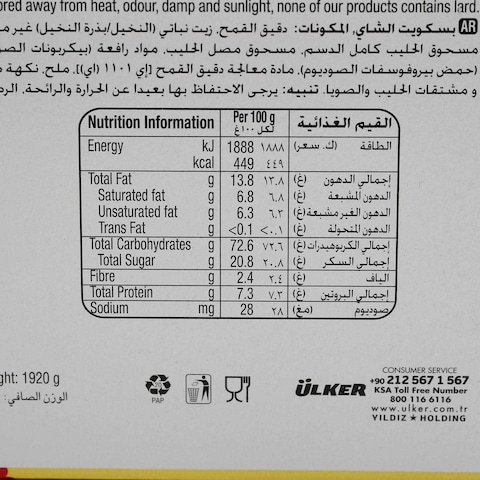 ored away from heat, odour, damp and sunlight, none of our products contains lard.
AR بسكويت الشاي, المكونات: دقيق القمح, زيت نباتي (النخيل/بذرة النخيل) غير م
مسحوق الحليب كامل الدسم, مسحوق مصل الحليب, مواد رافعة (بيكربونات الص
(حمض بيروفوسفات الصوديوم), مادة معالجة دقيق القمح [إي ١١٠١ (اي)], ملح, نكهة ص
و مشتقات الحليب والصويا. تنبيه: يرجى الاحتفاظ بها بعيدا عن الحرارة والرائحة, الر
Nutrition Information Per 100 g لكل ١٠٠غ القيم الغذائية
Energy kJ 1888 ١٨٨٨ (ك. سعر) الطاقة
kcal 449 ٤٤٩
Total Fat g 13.8 ١٣.٨ (غ) إجمالي الدهون
Saturated fat g 6.8 ٦.٨ (غ) الدهون المشبعة
Unsaturated fat g 6.3 ٦.٣ (غ) الدهون الغير مشبعة
Trans Fat g <0.1 <٠.١ (غ) الدهون المتحولة
Total Carbohydrates g 72.6 ٧٢.٦ (غ) إجمالي الكربوهيدرات
Total Sugar g 20.8 ٢٠.٨ (غ) إجمالي السكر
Fibre g 2.4 ٢.٤ (غ) الياف
Total Protein g 7.3 ٧.٣ (غ) إجمالي البروتين
Sodium mg 28 ٢٨ (مغ) صوديوم
ght: 1920 g
الوزن الصافي:
PAP
ÜLKER
CONSUMER SERVICE
+90 212 567 1 567
KSA Toll Free Number
800 116 6116
www.ulker.com.tr
YILDIZ ★ HOLDING